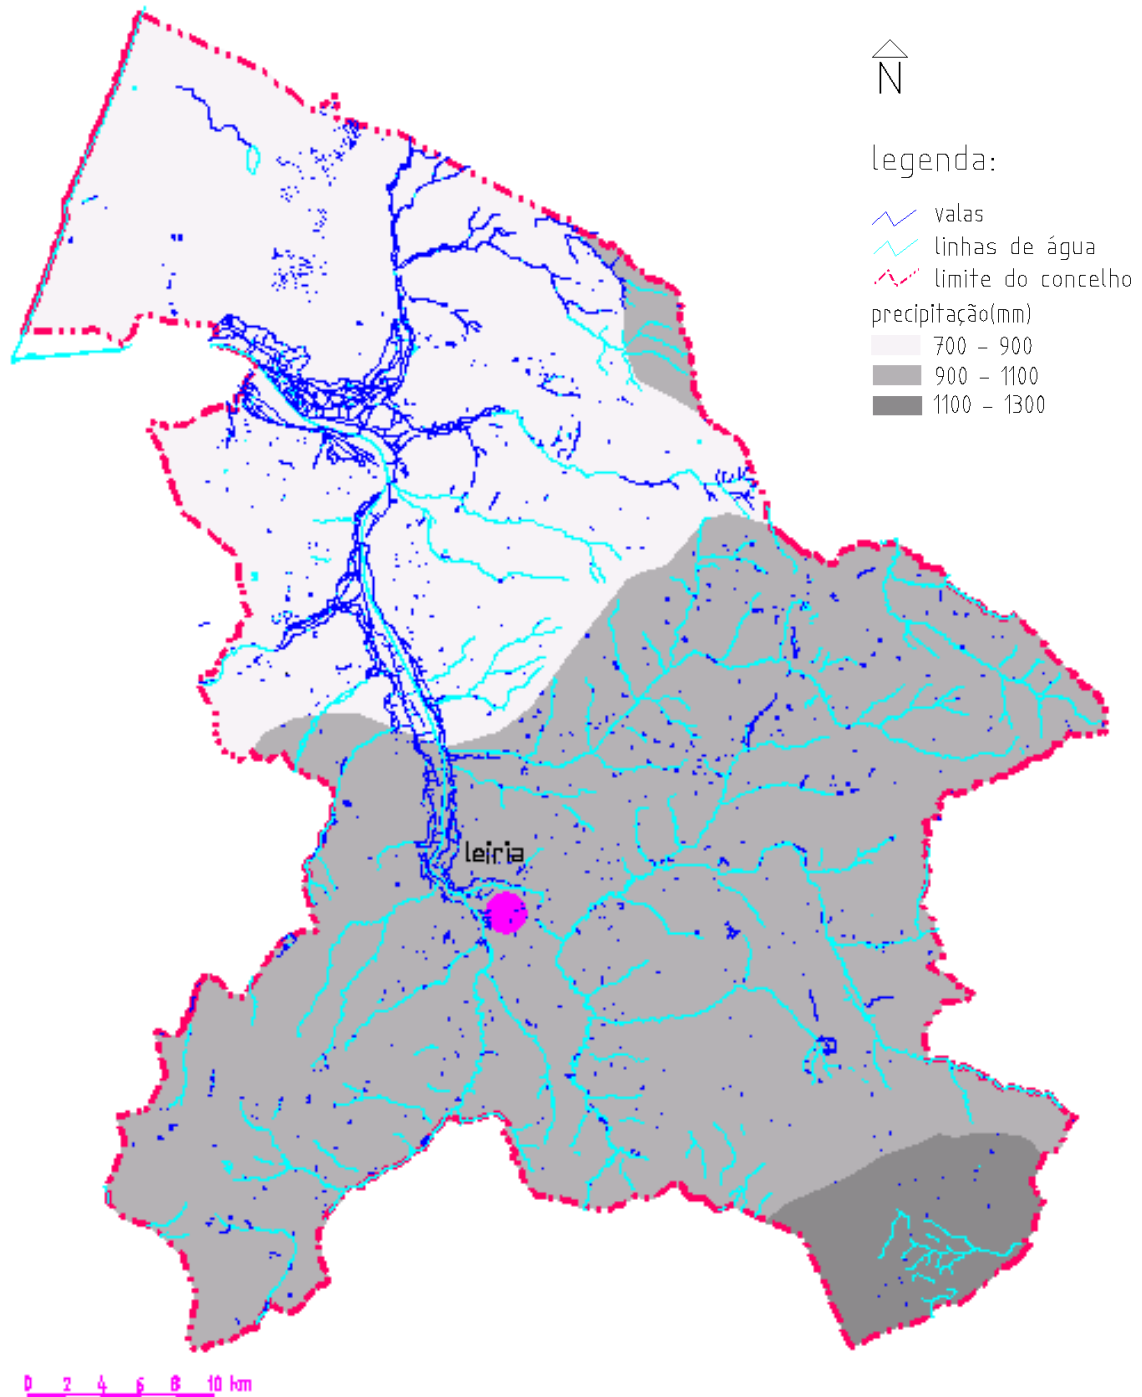 N
legenda:
valas
linhas de água
limite do concelho
precipitação(mm)
700 - 900
900 - 1100
1100 - 1300
leiria
0 2 4 6 8 10 km